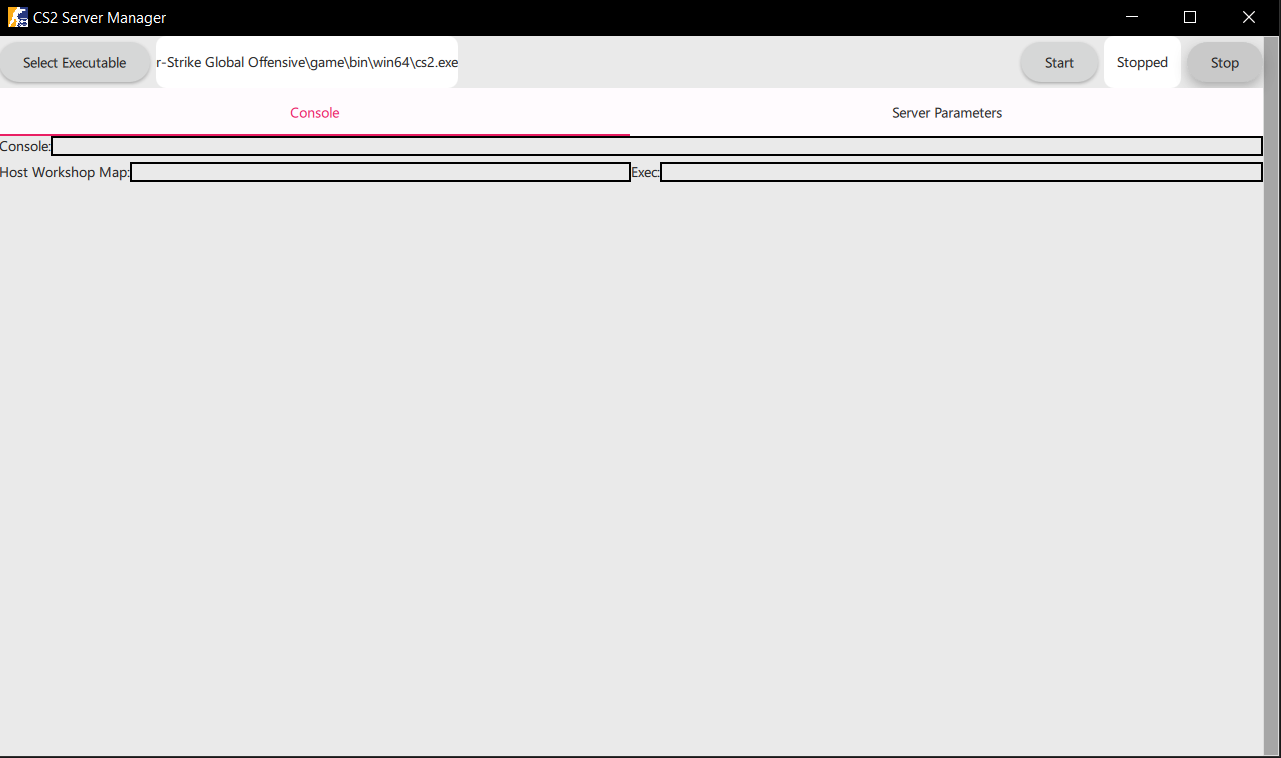 CS2 Server Manager
Select Executable r-Strike Global Offensive\game\bin\win64\cs2.exe Start Stopped Stop
Console Server Parameters
Console:
Host Workshop Map: Exec: